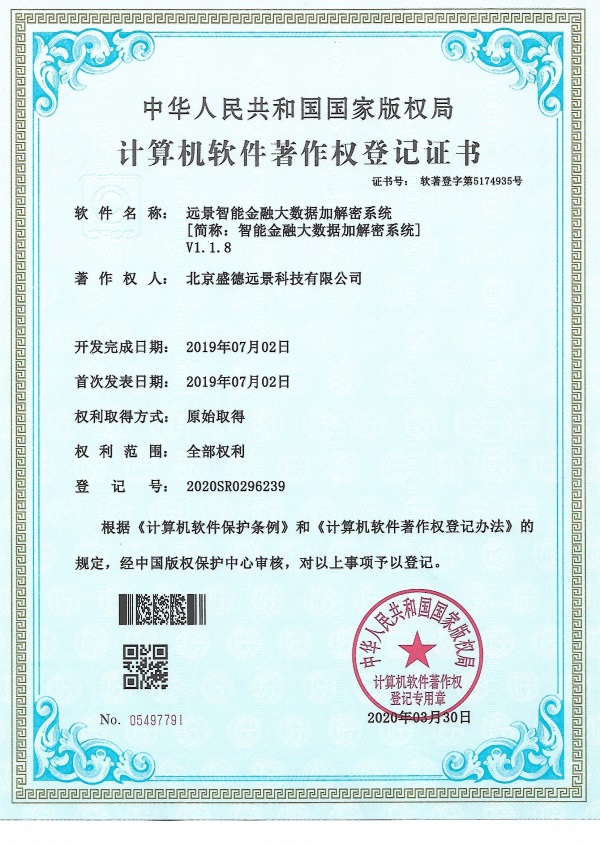 中华人民共和国国家版权局
计算机软件著作权登记证书
证书号： 软著登字第5174935号
软件名称： 远景智能金融大数据加解密系统
[简称：智能金融大数据加解密系统]
V1.1.8
著作权人： 北京盛德远景科技有限公司
开发完成日期： 2019年07月02日
首次发表日期： 2019年07月02日
权利取得方式： 原始取得
权利范围： 全部权利
登记号： 2020SR0296239
根据《计算机软件保护条例》和《计算机软件著作权登记办法》的
规定，经中国版权保护中心审核，对以上事项予以登记。
中华人民共和国国家版权局
计算机软件著作权
登记专用章
No. 05497791
2020年03月30日